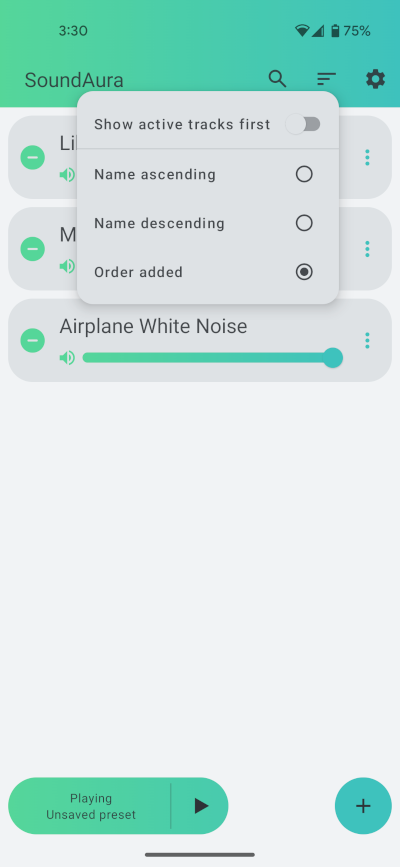 3:30
75%
SoundAura
Show active tracks first
Name ascending
Name descending
Order added
Airplane White Noise
Playing
Unsaved preset